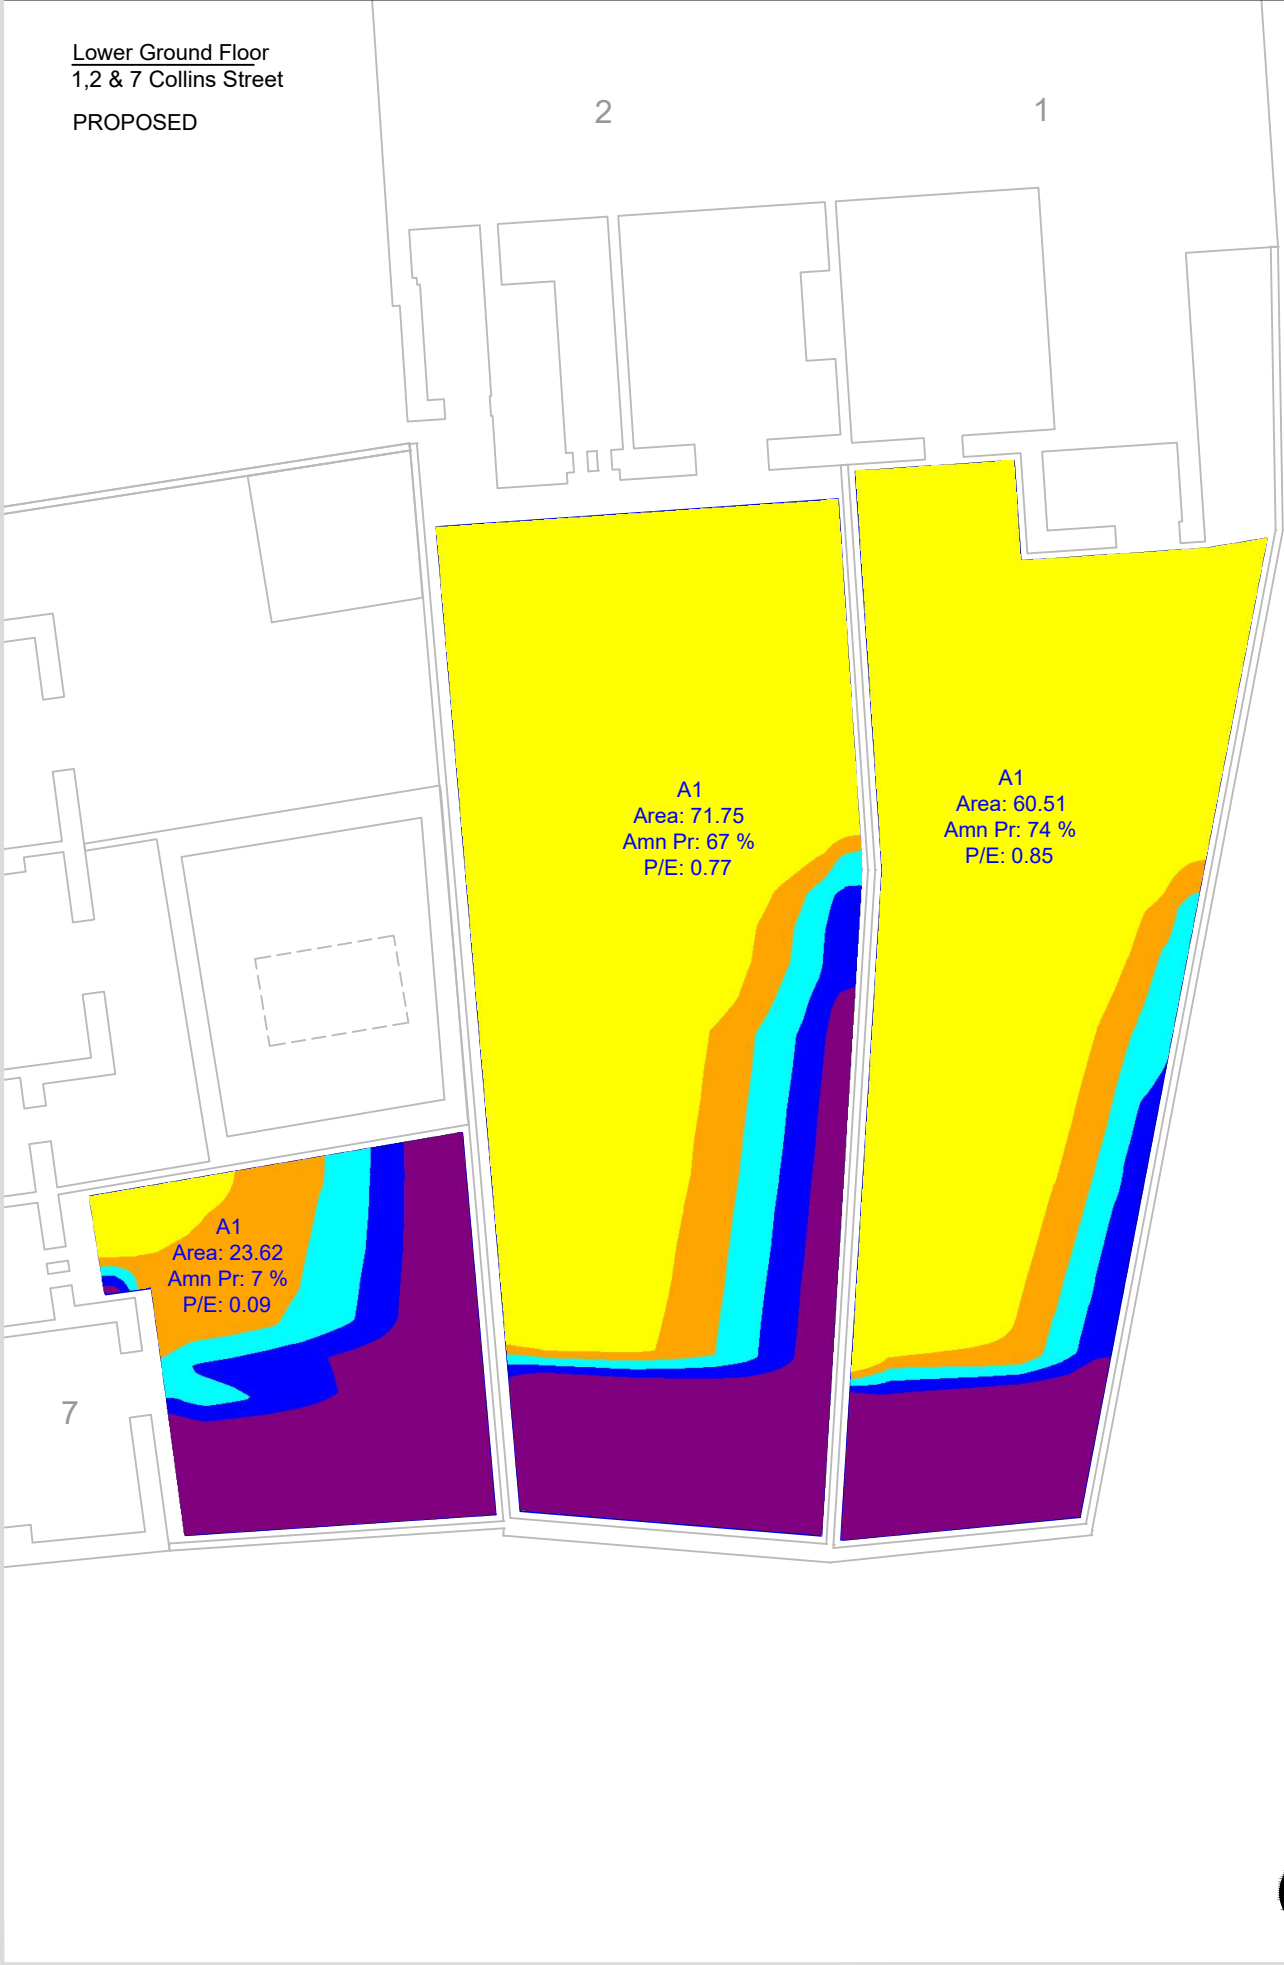 Lower Ground Floor
1,2 & 7 Collins Street
PROPOSED
2
1
A1
Area: 71.75
Amn Pr: 67 %
P/E: 0.77
A1
Area: 60.51
Amn Pr: 74 %
P/E: 0.85
A1
Area: 23.62
Amn Pr: 7 %
P/E: 0.09
7